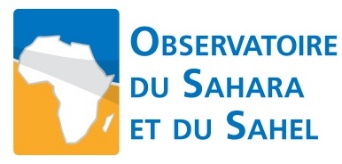 OBSERVATOIRE
DU SAHARA
ET DU SAHEL